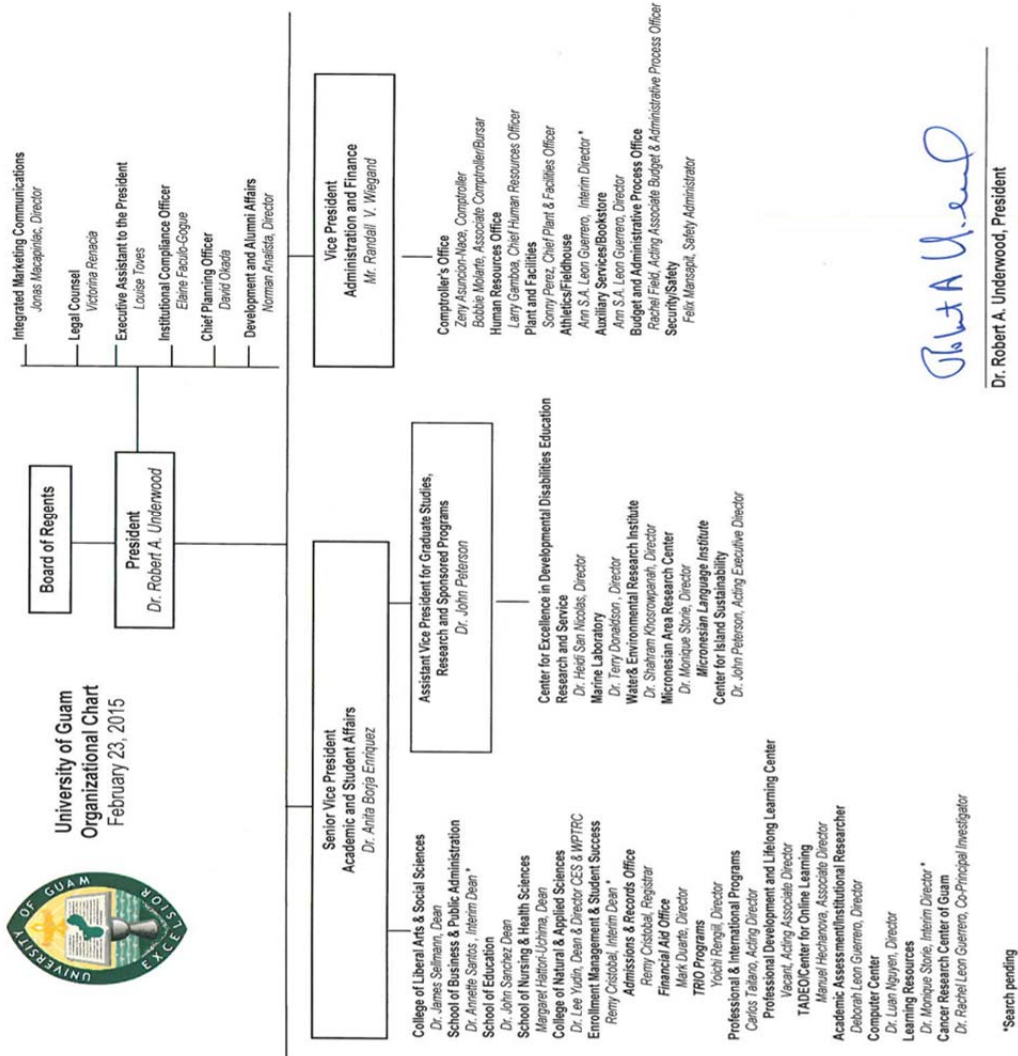 UNIVERSITY OF GUAM
EXCELSIOR
University of Guam
Organizational Chart
February 23, 2015
Board of Regents
President
Dr. Robert A. Underwood
Integrated Marketing Communications
Jonas Macapinlac, Director
Legal Counsel
Victorina Renacia
Executive Assistant to the President
Louise Toves
Institutional Compliance Officer
Elaine Faculo-Gogue
Chief Planning Officer
David Okada
Development and Alumni Affairs
Norman Analista, Director
Senior Vice President
Academic and Student Affairs
Dr. Anita Borja Enriquez
College of Liberal Arts & Social Sciences
Dr. James Sellmann, Dean
School of Business & Public Administration
Dr. Annette Santos, Interim Dean *
School of Education
Dr. John Sanchez Dean
School of Nursing & Health Sciences
Margaret Hattori-Uchima, Dean
College of Natural & Applied Sciences
Dr. Lee Yudin, Dean & Director CES & WPTRC
Enrollment Management & Student Success
Remy Cristobal, Interim Dean *
Admissions & Records Office
Remy Cristobal, Registrar
Financial Aid Office
Mark Duarte, Director
TRIO Programs
Yoichi Rengiil, Director
Professional & International Programs
Carlos Taitano, Acting Director
Professional Development and Lifelong Learning Center
Vacant, Acting Associate Director
TADEO/Center for Online Learning
Manuel Hechanova, Associate Director
Academic Assessment/Institutional Researcher
Deborah Leon Guerrero, Director
Computer Center
Dr. Luan Nguyen, Director
Learning Resources
Dr. Monique Storie, Interim Director *
Cancer Research Center of Guam
Dr. Rachel Leon Guerrero, Co-Principal Investigator
Assistant Vice President for Graduate Studies,
Research and Sponsored Programs
Dr. John Peterson
Center for Excellence in Developmental Disabilities Education
Research and Service
Dr. Heidi San Nicolas, Director
Marine Laboratory
Dr. Terry Donaldson, Director
Water& Environmental Research Institute
Dr. Shahram Khosrowpanah, Director
Micronesian Area Research Center
Dr. Monique Storie, Director
Micronesian Language Institute
Center for Island Sustainability
Dr. John Peterson, Acting Executive Director
Vice President
Administration and Finance
Mr. Randall V. Wiegand
Comptroller's Office
Zeny Asuncion-Nace, Comptroller
Bobbie Molarte, Associate Comptroller/Bursar
Human Resources Office
Larry Gamboa, Chief Human Resources Officer
Plant and Facilities
Sonny Perez, Chief Plant & Facilities Officer
Athletics/Fieldhouse
Ann S.A. Leon Guerrero, Interim Director *
Auxiliary Services/Bookstore
Ann S.A. Leon Guerrero, Director
Budget and Administrative Process Office
Rachel Field, Acting Associate Budget & Administrative Process Officer
Security/Safety
Felix Mansapit, Safety Administrator
*Search pending
Dr. Robert A. Underwood, President